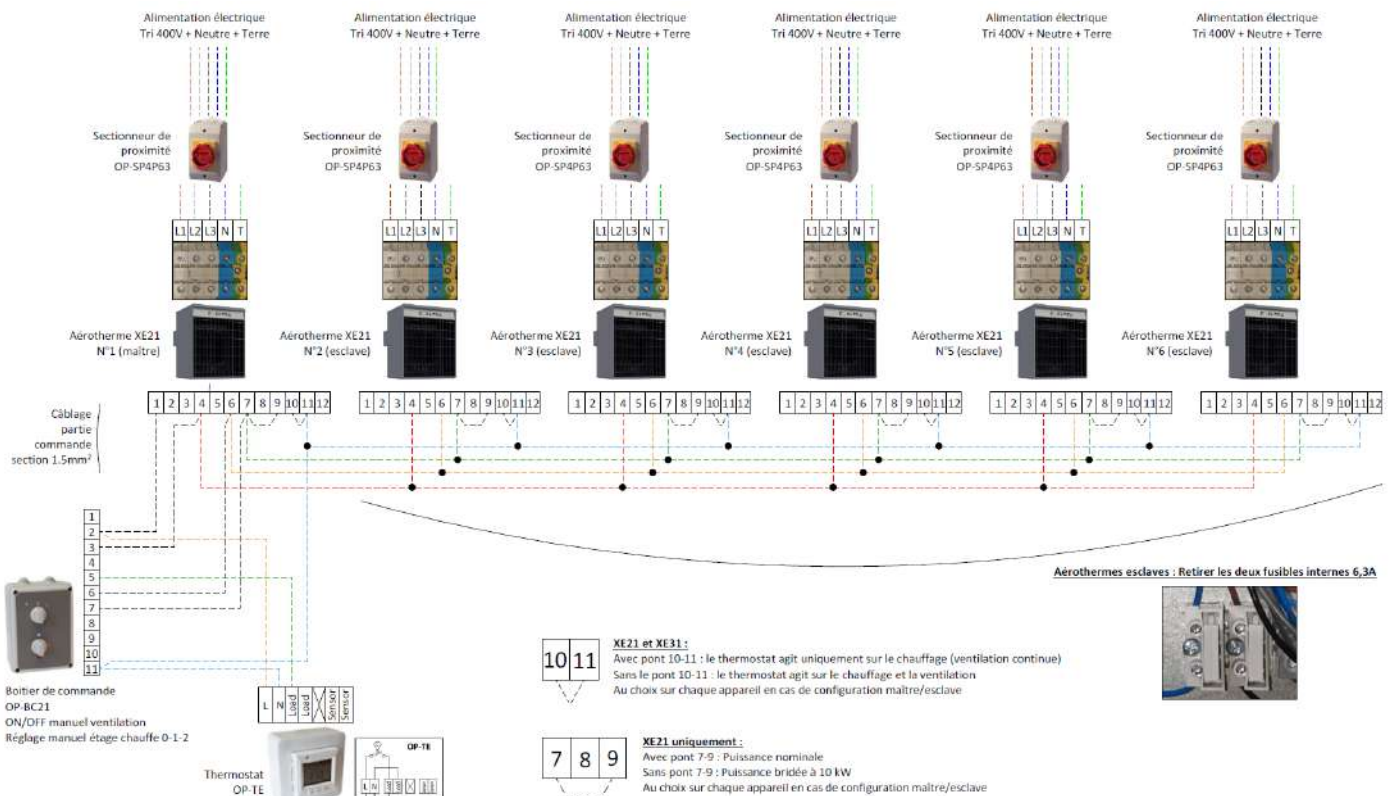 Alimentation électrique
Tri 400V + Neutre + Terre
Alimentation électrique
Tri 400V + Neutre + Terre
Alimentation électrique
Tri 400V + Neutre + Terre
Alimentation électrique
Tri 400V + Neutre + Terre
Alimentation électrique
Tri 400V + Neutre + Terre
Alimentation électrique
Tri 400V + Neutre + Terre
Sectionneur de
proximité
OP-SP4P63
Sectionneur de
proximité
OP-SP4P63
Sectionneur de
proximité
OP-SP4P63
Sectionneur de
proximité
OP-SP4P63
Sectionneur de
proximité
OP-SP4P63
Sectionneur de
proximité
OP-SP4P63
L1 L2 L3 N T
L1 L2 L3 N T
L1 L2 L3 N T
L1 L2 L3 N T
L1 L2 L3 N T
L1 L2 L3 N T
Aérotherme XE21
N°1 (maître)
Aérotherme XE21
N°2 (esclave)
Aérotherme XE21
N°3 (esclave)
Aérotherme XE21
N°4 (esclave)
Aérotherme XE21
N°5 (esclave)
Aérotherme XE21
N°6 (esclave)
1 2 3 4 5 6 7 8 9 10 11 12
1 2 3 4 5 6 7 8 9 10 11 12
1 2 3 4 5 6 7 8 9 10 11 12
1 2 3 4 5 6 7 8 9 10 11 12
1 2 3 4 5 6 7 8 9 10 11 12
1 2 3 4 5 6 7 8 9 10 11 12
Câblage
partie
commande
section 1.5mm²
1
2
3
4
5
6
7
8
9
10
11
Boitier de commande
OP-BC21
ON/OFF manuel ventilation
Réglage manuel étage chauffe 0-1-2
L N Load Load Sensor Sensor
Thermostat
OP-TE
OP-TE
L N
Aérothermes esclaves : Retirer les deux fusibles internes 6,3A
10 11
XE21 et XE31 :
Avec pont 10-11 : le thermostat agit uniquement sur le chauffage (ventilation continue)
Sans le pont 10-11 : le thermostat agit sur le chauffage et la ventilation
Au choix sur chaque appareil en cas de configuration maître/esclave
7 8 9
XE21 uniquement :
Avec pont 7-9 : Puissance nominale
Sans pont 7-9 : Puissance bridée à 10 kW
Au choix sur chaque appareil en cas de configuration maître/esclave